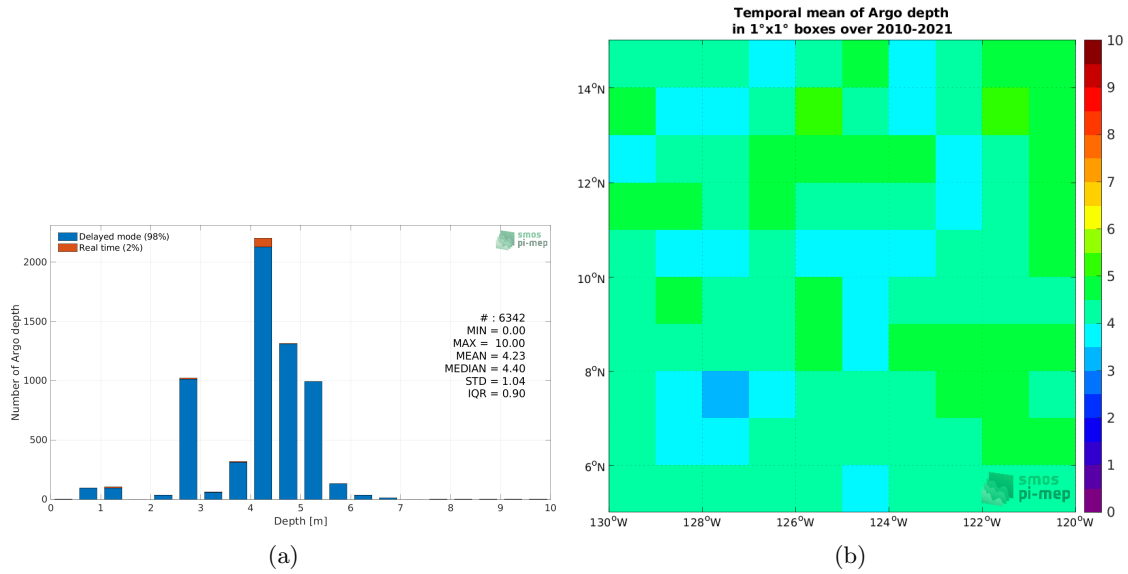 Delayed mode (98%)
Real time (2%)
smos
pi-mep
Number of Argo depth
2000
1500
1000
500
0
# : 6342
MIN = 0.00
MAX = 10.00
MEAN = 4.23
MEDIAN = 4.40
STD = 1.04
IQR = 0.90
0 1 2 3 4 5 6 7 8 9 10
Depth [m]
(a)
Temporal mean of Argo depth
in 1°x1° boxes over 2010-2021
14°N
12°N
10°N
8°N
6°N
130°W 128°W 126°W 124°W 122°W 120°W
smos
pi-mep
10
9
8
7
6
5
4
3
2
1
0
(b)